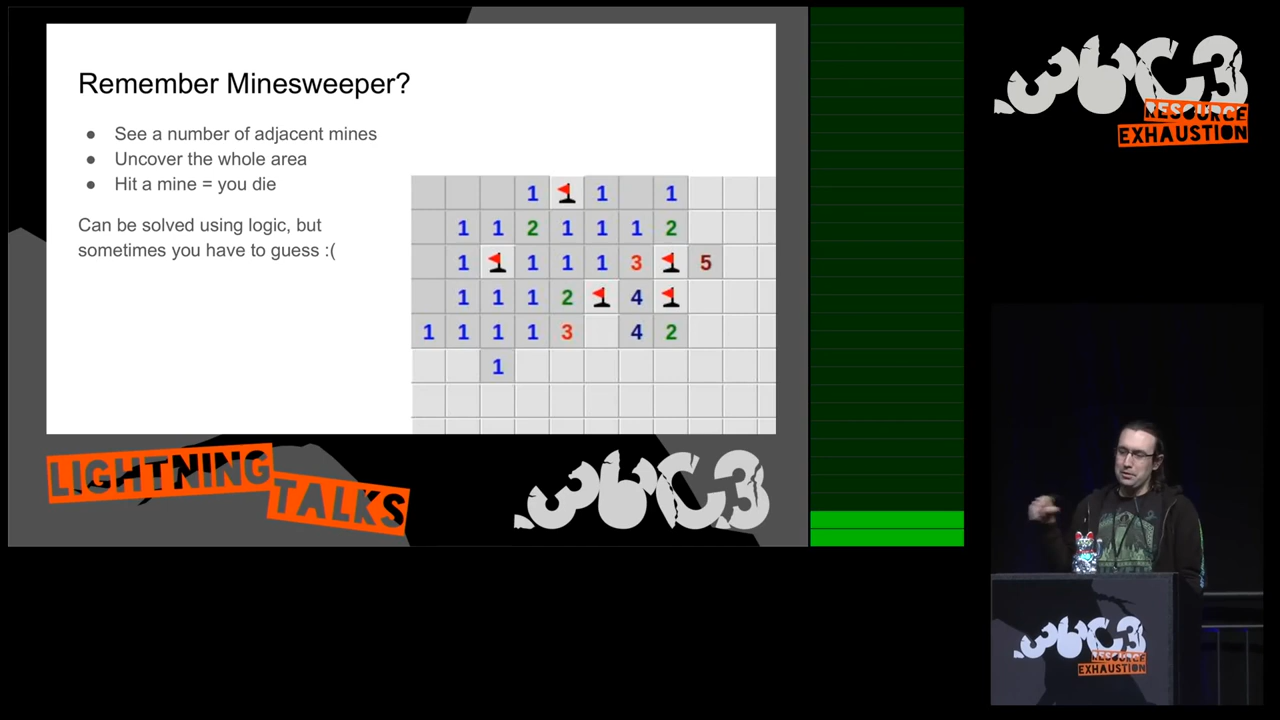 Remember Minesweeper?
● See a number of adjacent mines
● Uncover the whole area
● Hit a mine = you die
Can be solved using logic, but
sometimes you have to guess :(
1 1 1
1 1 2 1 1 1 2
1 1 1 1 3 5
1 1 1 2 4
1 1 1 1 3 4 2
1
LIGHTNING
TALKS
36C3
36C3
RESOURCE
EXHAUSTION
36C3
RESOURCE
EXHAUSTION